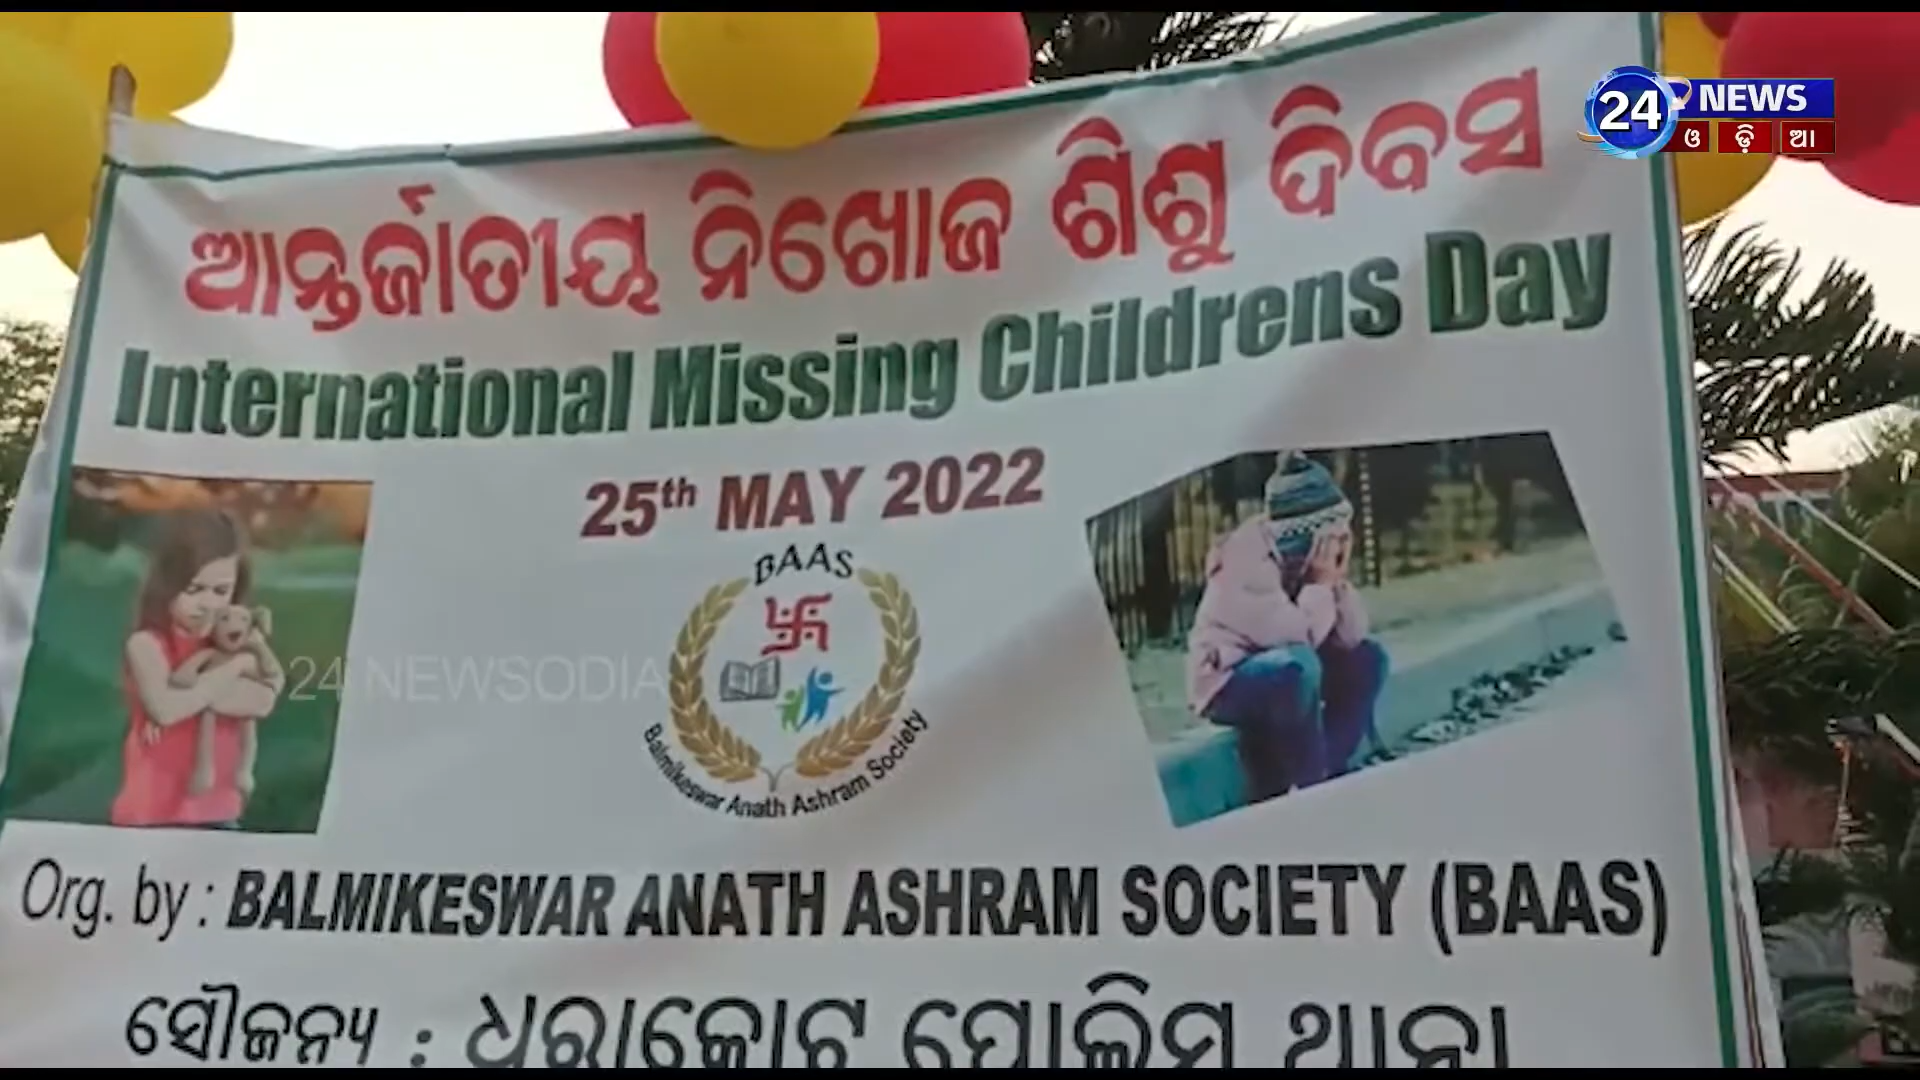 24 NEWS
ଓ ଡ଼ି ଆ
ଆନ୍ତର୍ଜାତୀୟ ନିଖୋଜ ଶିଶୁ ଦିବସ
International Missing Childrens Day
25th MAY 2022
BAAS
24 NEWSODIA
Balmikeswar Anath Ashram Society
Org. by : BALMIKESWAR ANATH ASHRAM SOCIETY (BAAS)
ସୌଜନ୍ୟ : ଧରାକୋଟ ପୋଲିସ ଥାନା